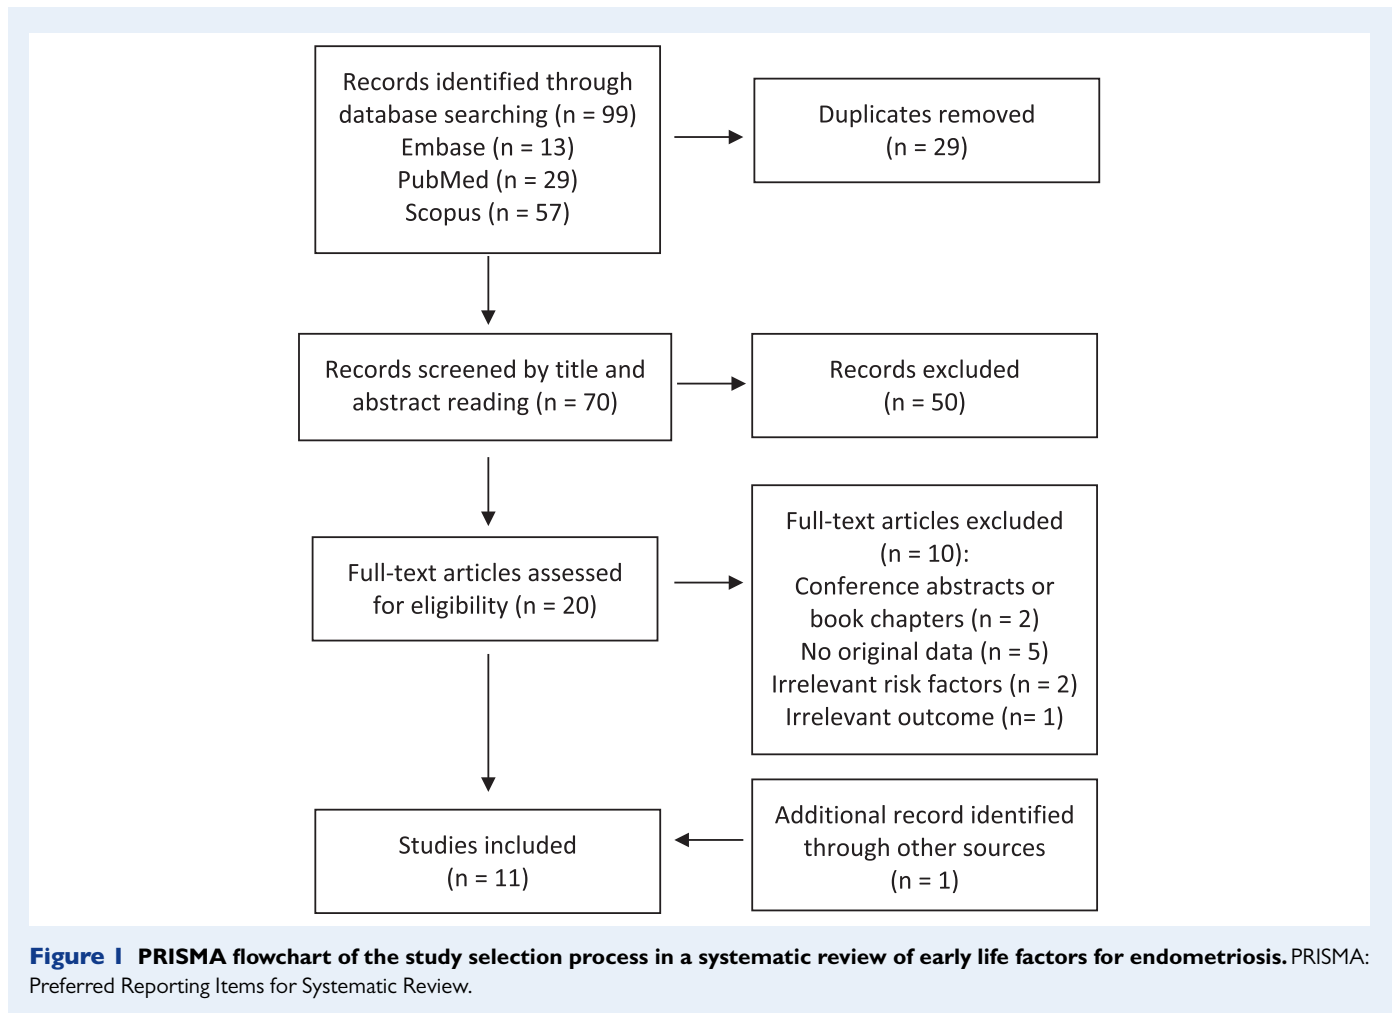 Records identified through
database searching (n = 99)
Embase (n = 13)
PubMed (n = 29)
Scopus (n = 57)
Duplicates removed
(n = 29)
Records screened by title and
abstract reading (n = 70)
Records excluded
(n = 50)
Full-text articles assessed
for eligibility (n = 20)
Full-text articles excluded
(n = 10):
Conference abstracts or
book chapters (n = 2)
No original data (n = 5)
Irrelevant risk factors (n = 2)
Irrelevant outcome (n= 1)
Studies included
(n = 11)
Additional record identified
through other sources
(n = 1)
Figure 1 PRISMA flowchart of the study selection process in a systematic review of early life factors for endometriosis. PRISMA:
Preferred Reporting Items for Systematic Review.